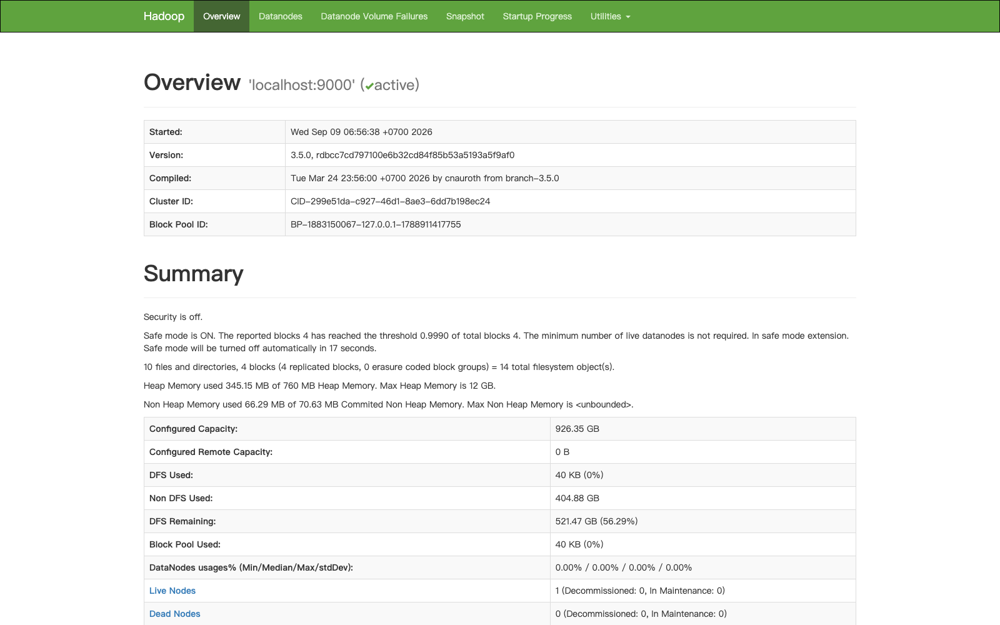 Hadoop Overview Datanodes Datanode Volume Failures Snapshot Startup Progress Utilities
Overview 'localhost:9000' (✔active)
Started: Wed Sep 09 06:56:38 +0700 2026
Version: 3.5.0, rdbcc7cd797100e6b32cd84f85b53a5193a5f9af0
Compiled: Tue Mar 24 23:56:00 +0700 2026 by cnauroth from branch-3.5.0
Cluster ID: CID-299e51da-c927-46d1-8ae3-6dd7b198ec24
Block Pool ID: BP-1883150067-127.0.0.1-1788911417755
Summary
Security is off.
Safe mode is ON. The reported blocks 4 has reached the threshold 0.9990 of total blocks 4. The minimum number of live datanodes is not required. In safe mode extension.
Safe mode will be turned off automatically in 17 seconds.
10 files and directories, 4 blocks (4 replicated blocks, 0 erasure coded block groups) = 14 total filesystem object(s).
Heap Memory used 345.15 MB of 760 MB Heap Memory. Max Heap Memory is 12 GB.
Non Heap Memory used 66.29 MB of 70.63 MB Commited Non Heap Memory. Max Non Heap Memory is <unbounded>.
Configured Capacity: 926.35 GB
Configured Remote Capacity: 0 B
DFS Used: 40 KB (0%)
Non DFS Used: 404.88 GB
DFS Remaining: 521.47 GB (56.29%)
Block Pool Used: 40 KB (0%)
DataNodes usages% (Min/Median/Max/stdDev): 0.00% / 0.00% / 0.00% / 0.00%
Live Nodes 1 (Decommissioned: 0, In Maintenance: 0)
Dead Nodes 0 (Decommissioned: 0, In Maintenance: 0)